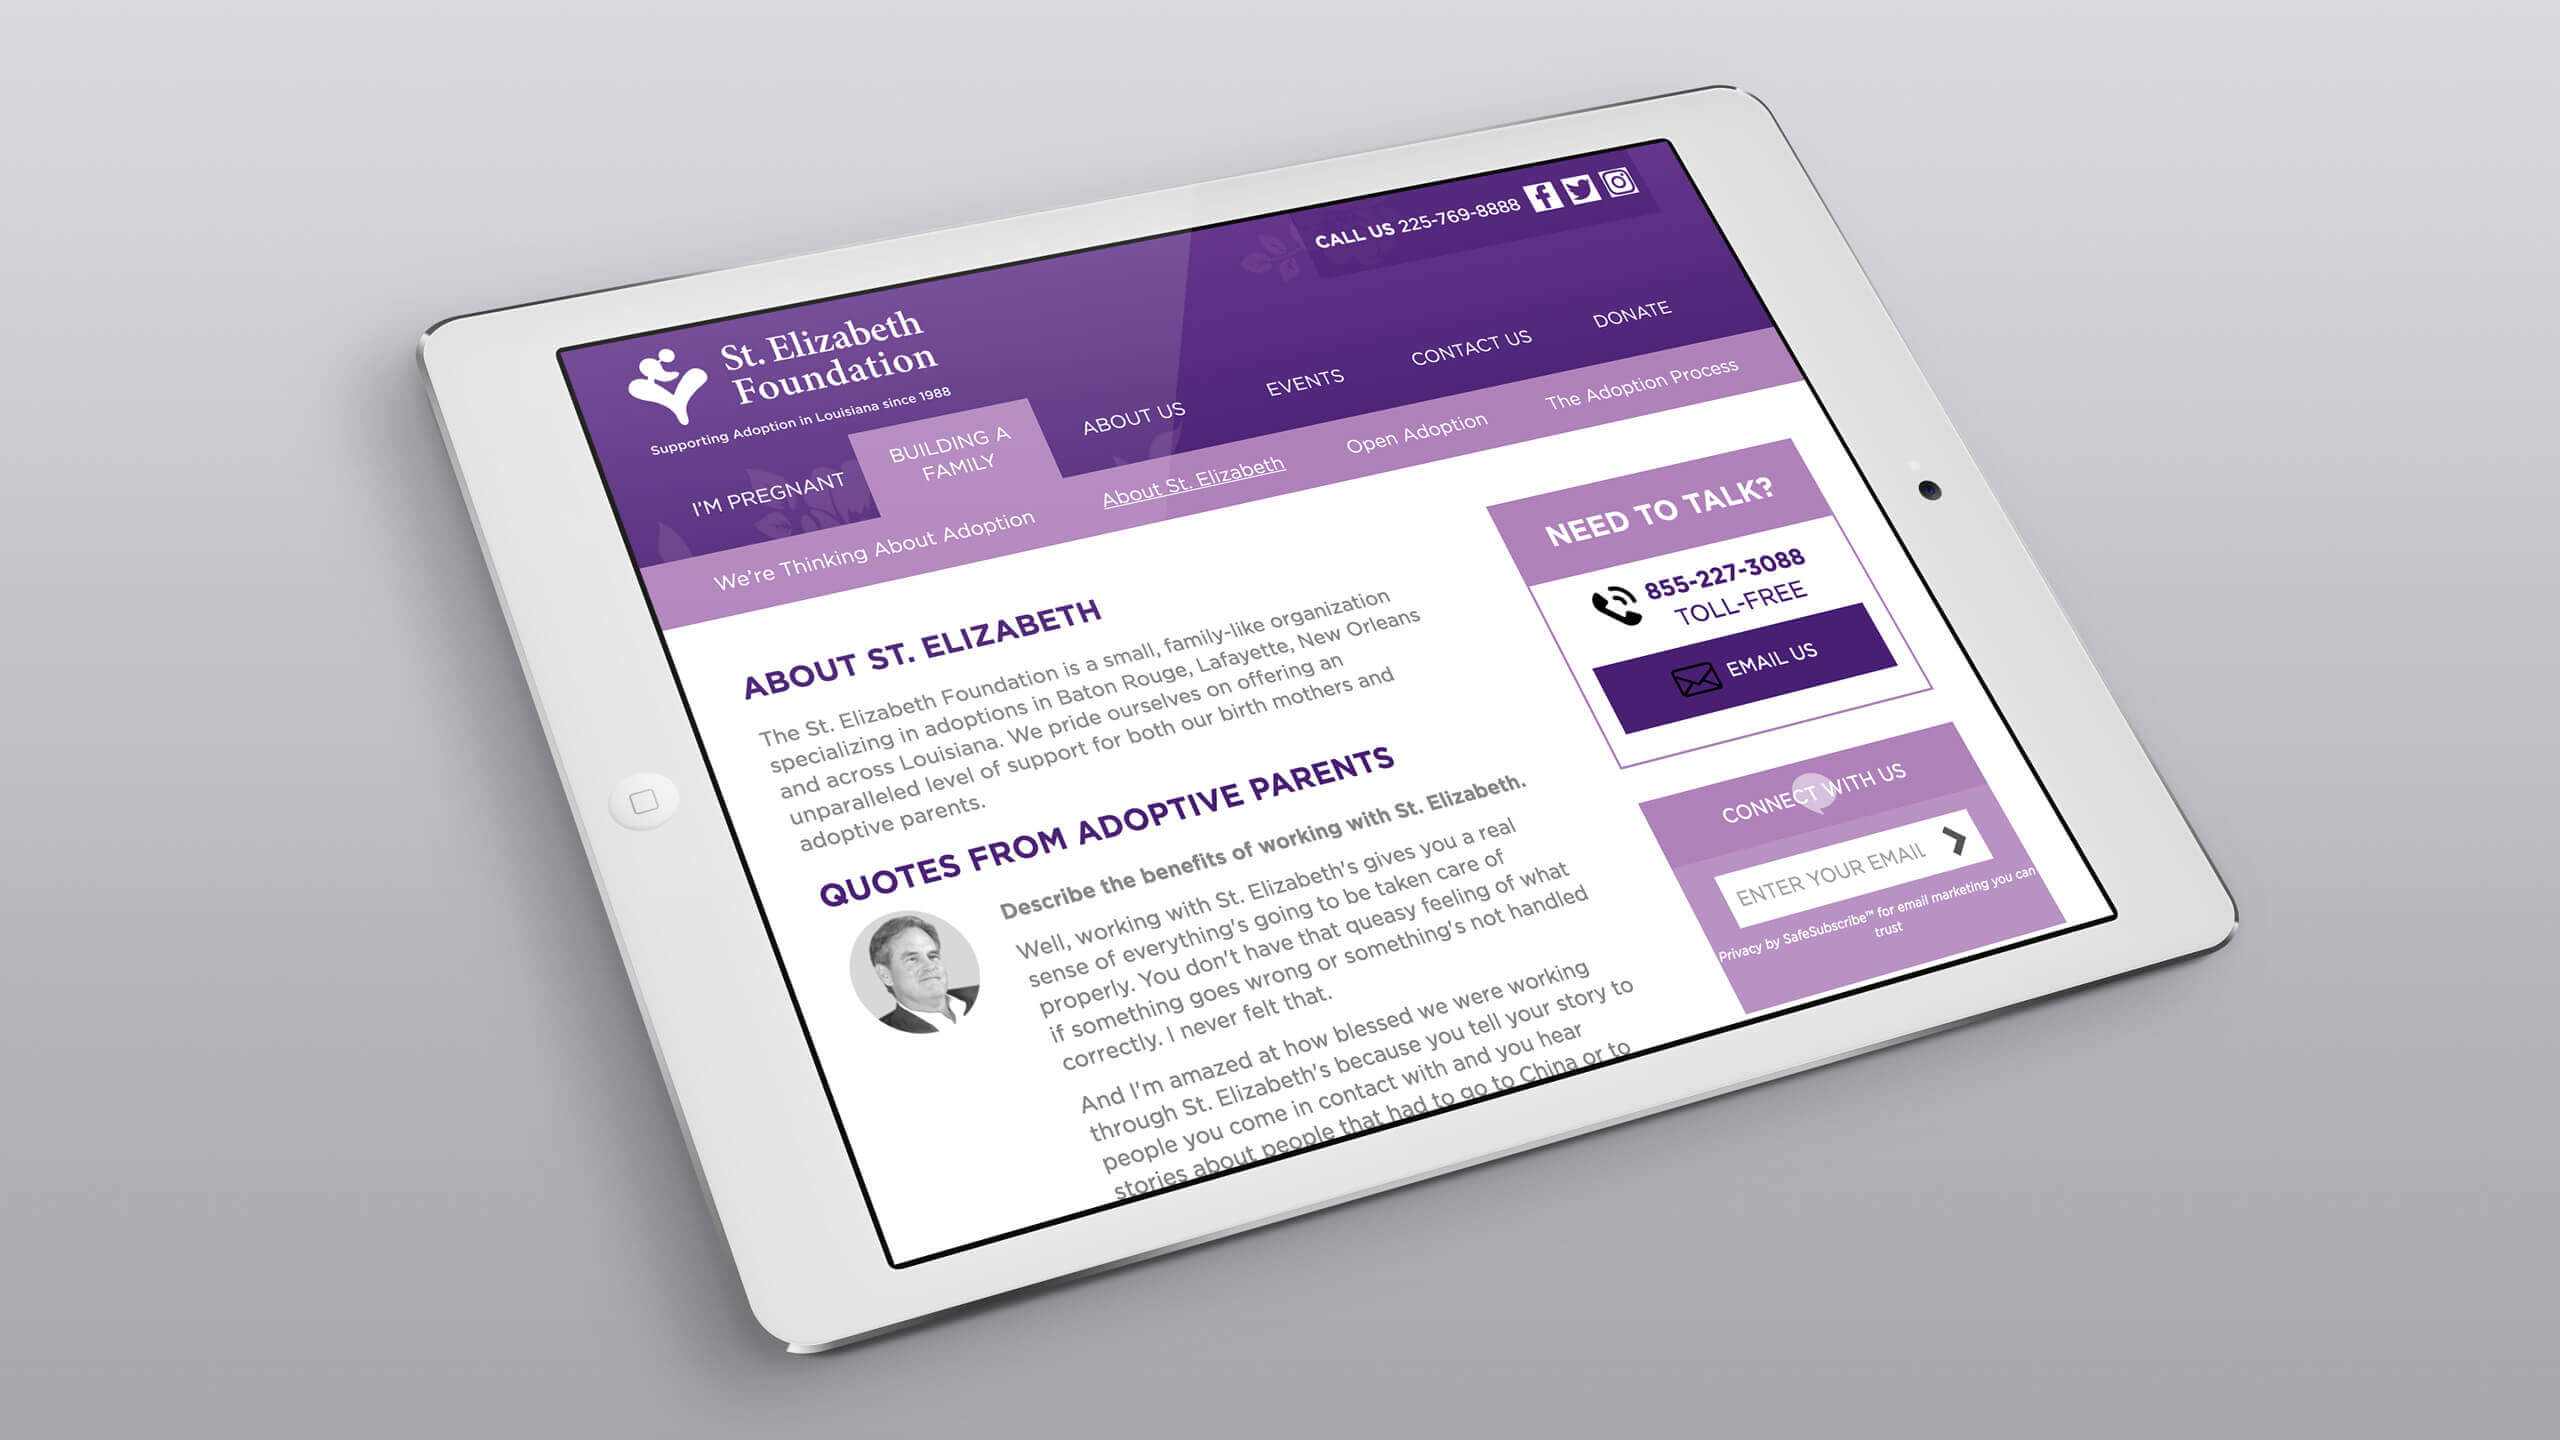 CALL US 225-769-8888
St. Elizabeth
Foundation
Supporting Adoption in Louisiana since 1988
I'M PREGNANT
BUILDING A
FAMILY
ABOUT US
EVENTS
CONTACT US
DONATE
We're Thinking About Adoption
About St. Elizabeth
Open Adoption
The Adoption Process
ABOUT ST. ELIZABETH
The St. Elizabeth Foundation is a small, family-like organization
specializing in adoptions in Baton Rouge, Lafayette, New Orleans
and across Louisiana. We pride ourselves on offering an
unparalleled level of support for both our birth mothers and
adoptive parents.
QUOTES FROM ADOPTIVE PARENTS
Describe the benefits of working with St. Elizabeth.
Well, working with St. Elizabeth's gives you a real
sense of everything's going to be taken care of
properly. You don't have that queasy feeling of what
if something goes wrong or something's not handled
correctly. I never felt that.
And I'm amazed at how blessed we were working
through St. Elizabeth's because you tell your story to
people you come in contact with and you hear
stories about people that had to go to China or to
NEED TO TALK?
855-227-3088
TOLL-FREE
EMAIL US
CONNECT WITH US
ENTER YOUR EMAIL
Privacy by SafeSubscribe™ for email marketing you can
trust